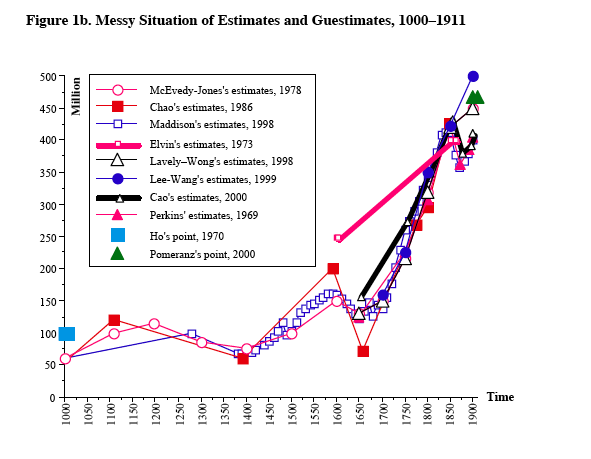 Figure 1b. Messy Situation of Estimates and Guestimates, 1000–1911
Million
500
450
400
350
300
250
200
150
100
50
0
McEvedy-Jones's estimates, 1978
Chao's estimates, 1986
Maddison's estimates, 1998
Elvin's estimates, 1973
Lavely–Wong's estimates, 1998
Lee-Wang's estimates, 1999
Cao's estimates, 2000
Perkins' estimates, 1969
Ho's point, 1970
Pomeranz's point, 2000
1000
1050
1100
1150
1200
1250
1300
1350
1400
1450
1500
1550
1600
1650
1700
1750
1800
1850
1900
Time